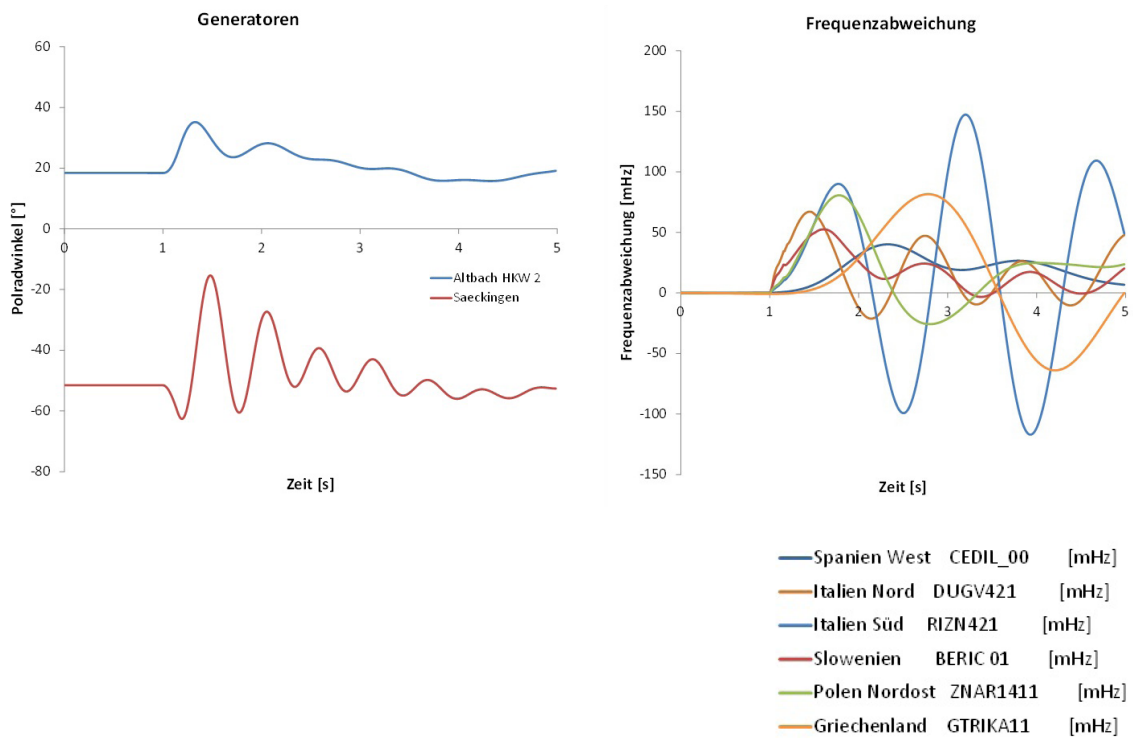 Generatoren
60
40
20
0
-20
-40
-60
-80
0
1
2
3
4
5
Polradwinkel [°]
Zeit [s]
Altbach HKW 2
Saeckingen
Frequenzabweichung
200
150
100
50
0
-50
-100
-150
0
1
2
3
4
5
Frequenzabweichung [mHz]
Zeit [s]
Spanien West CEDIL_00 [mHz]
Italien Nord DUGV421 [mHz]
Italien Süd RIZN421 [mHz]
Slowenien BERIC 01 [mHz]
Polen Nordost ZNAR1411 [mHz]
Griechenland GTRIKA11 [mHz]